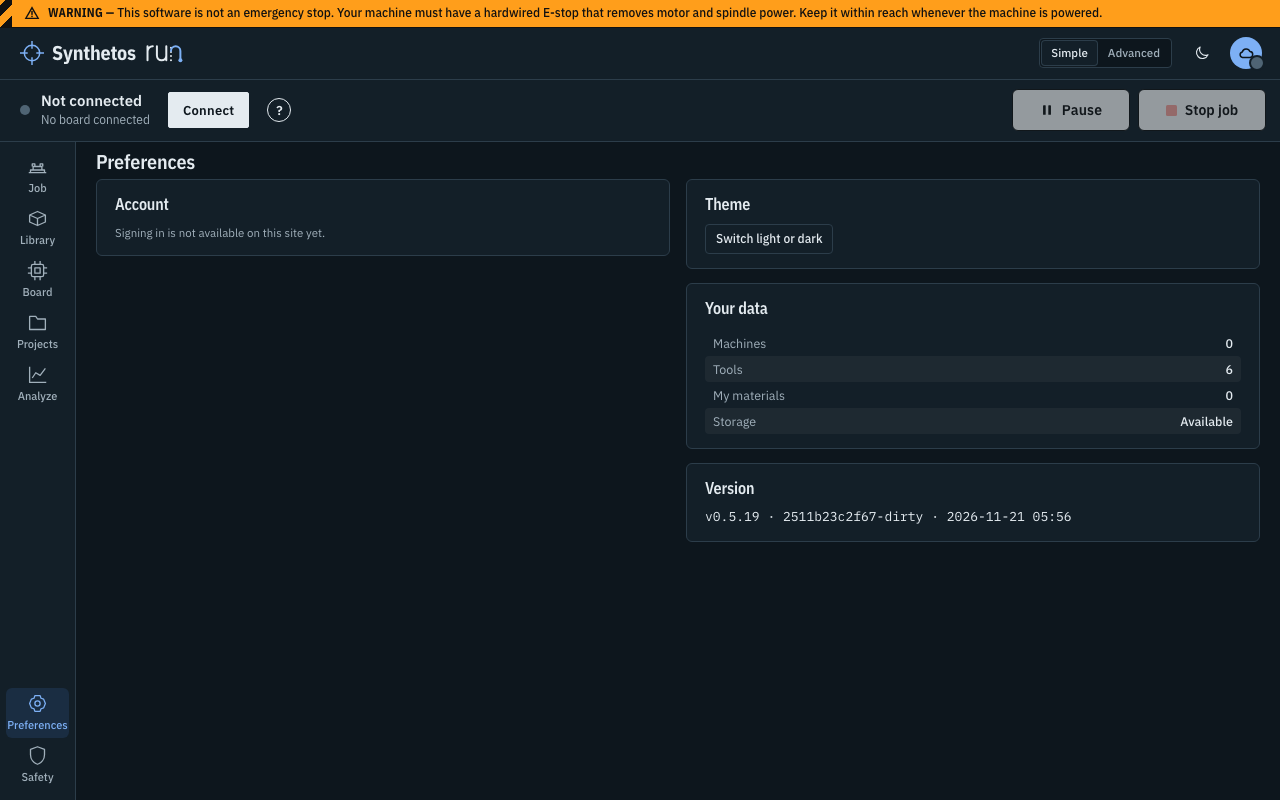 WARNING — This software is not an emergency stop. Your machine must have a hardwired E-stop that removes motor and spindle power. Keep it within reach whenever the machine is powered.
Synthetos run
Simple Advanced
Not connected
No board connected
Connect
?
Pause
Stop job
Job
Library
Board
Projects
Analyze
Preferences
Safety
Preferences
Account
Signing in is not available on this site yet.
Theme
Switch light or dark
Your data
Machines 0
Tools 6
My materials 0
Storage Available
Version
v0.5.19 · 2511b23c2f67-dirty · 2026-11-21 05:56